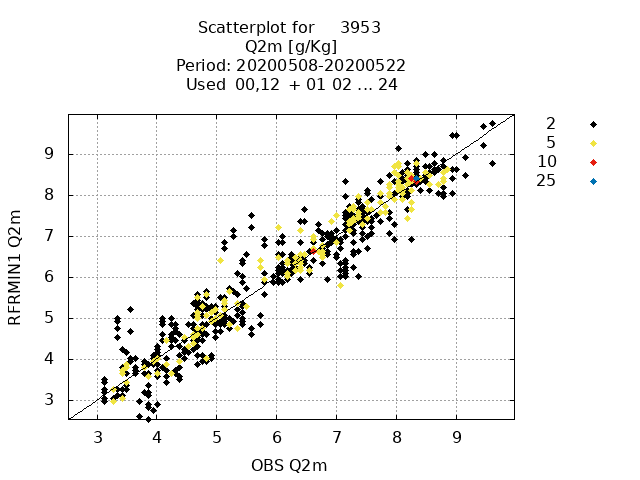 Scatterplot for 3953
Q2m [g/Kg]
Period: 20200508-20200522
Used 00,12 + 01 02 ... 24
2
5
10
25
RFRMIN1 Q2m
9
8
7
6
5
4
3
3 4 5 6 7 8 9
OBS Q2m